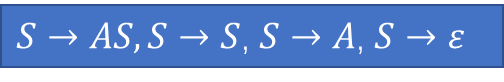 S → AS, S → S, S → A, S → ε